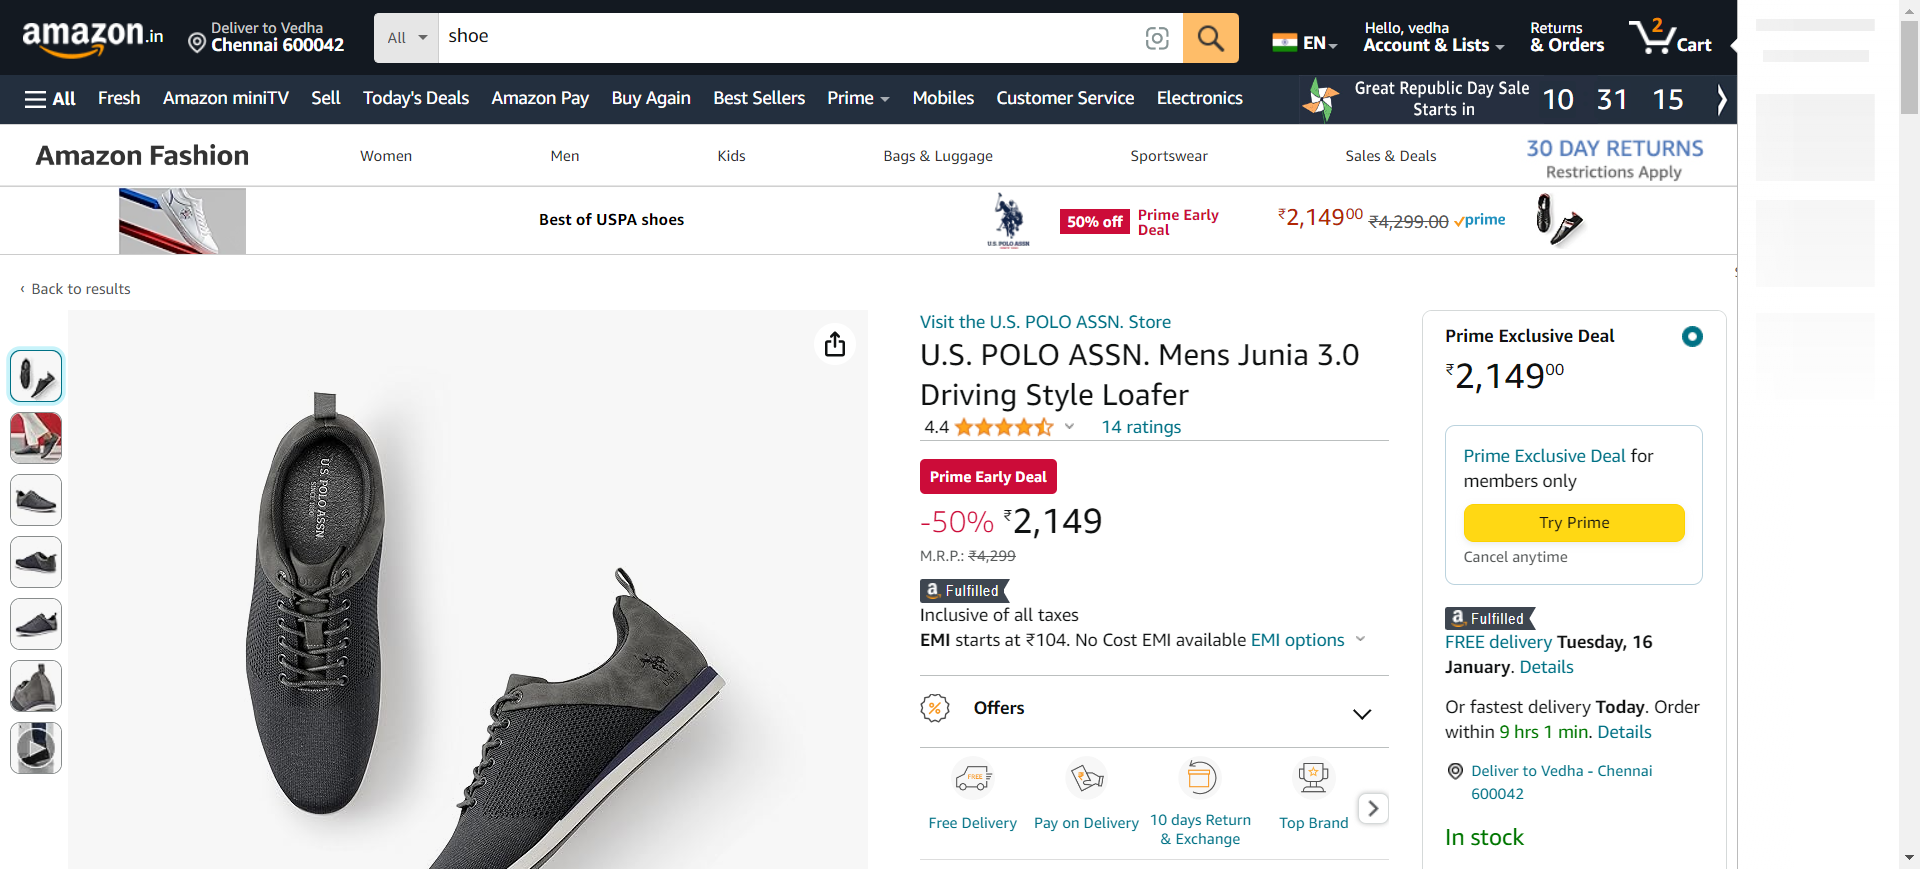 amazon.in
Deliver to Vedha
Chennai 600042
All
shoe
EN
Hello, vedha
Account & Lists
Returns
& Orders
2
Cart
All
Fresh
Amazon miniTV
Sell
Today's Deals
Amazon Pay
Buy Again
Best Sellers
Prime
Mobiles
Customer Service
Electronics
Great Republic Day Sale
Starts in
10 31 15
Amazon Fashion
Women
Men
Kids
Bags & Luggage
Sportswear
Sales & Deals
30 DAY RETURNS
Restrictions Apply
Best of USPA shoes
U.S. POLO ASSN
50% off
Prime Early
Deal
₹2,14900 ₹4,299.00 prime
‹ Back to results
U.S. POLO ASSN.
Visit the U.S. POLO ASSN. Store
U.S. POLO ASSN. Mens Junia 3.0
Driving Style Loafer
4.4
14 ratings
Prime Early Deal
-50% ₹2,149
M.R.P.: ₹4,299
a Fulfilled
Inclusive of all taxes
EMI starts at ₹104. No Cost EMI available EMI options
Offers
FREE
Free Delivery
Pay on Delivery
10 days Return
& Exchange
Top Brand
Prime Exclusive Deal
₹2,14900
Prime Exclusive Deal for
members only
Try Prime
Cancel anytime
a Fulfilled
FREE delivery Tuesday, 16
January. Details
Or fastest delivery Today. Order
within 9 hrs 1 min. Details
Deliver to Vedha - Chennai
600042
In stock